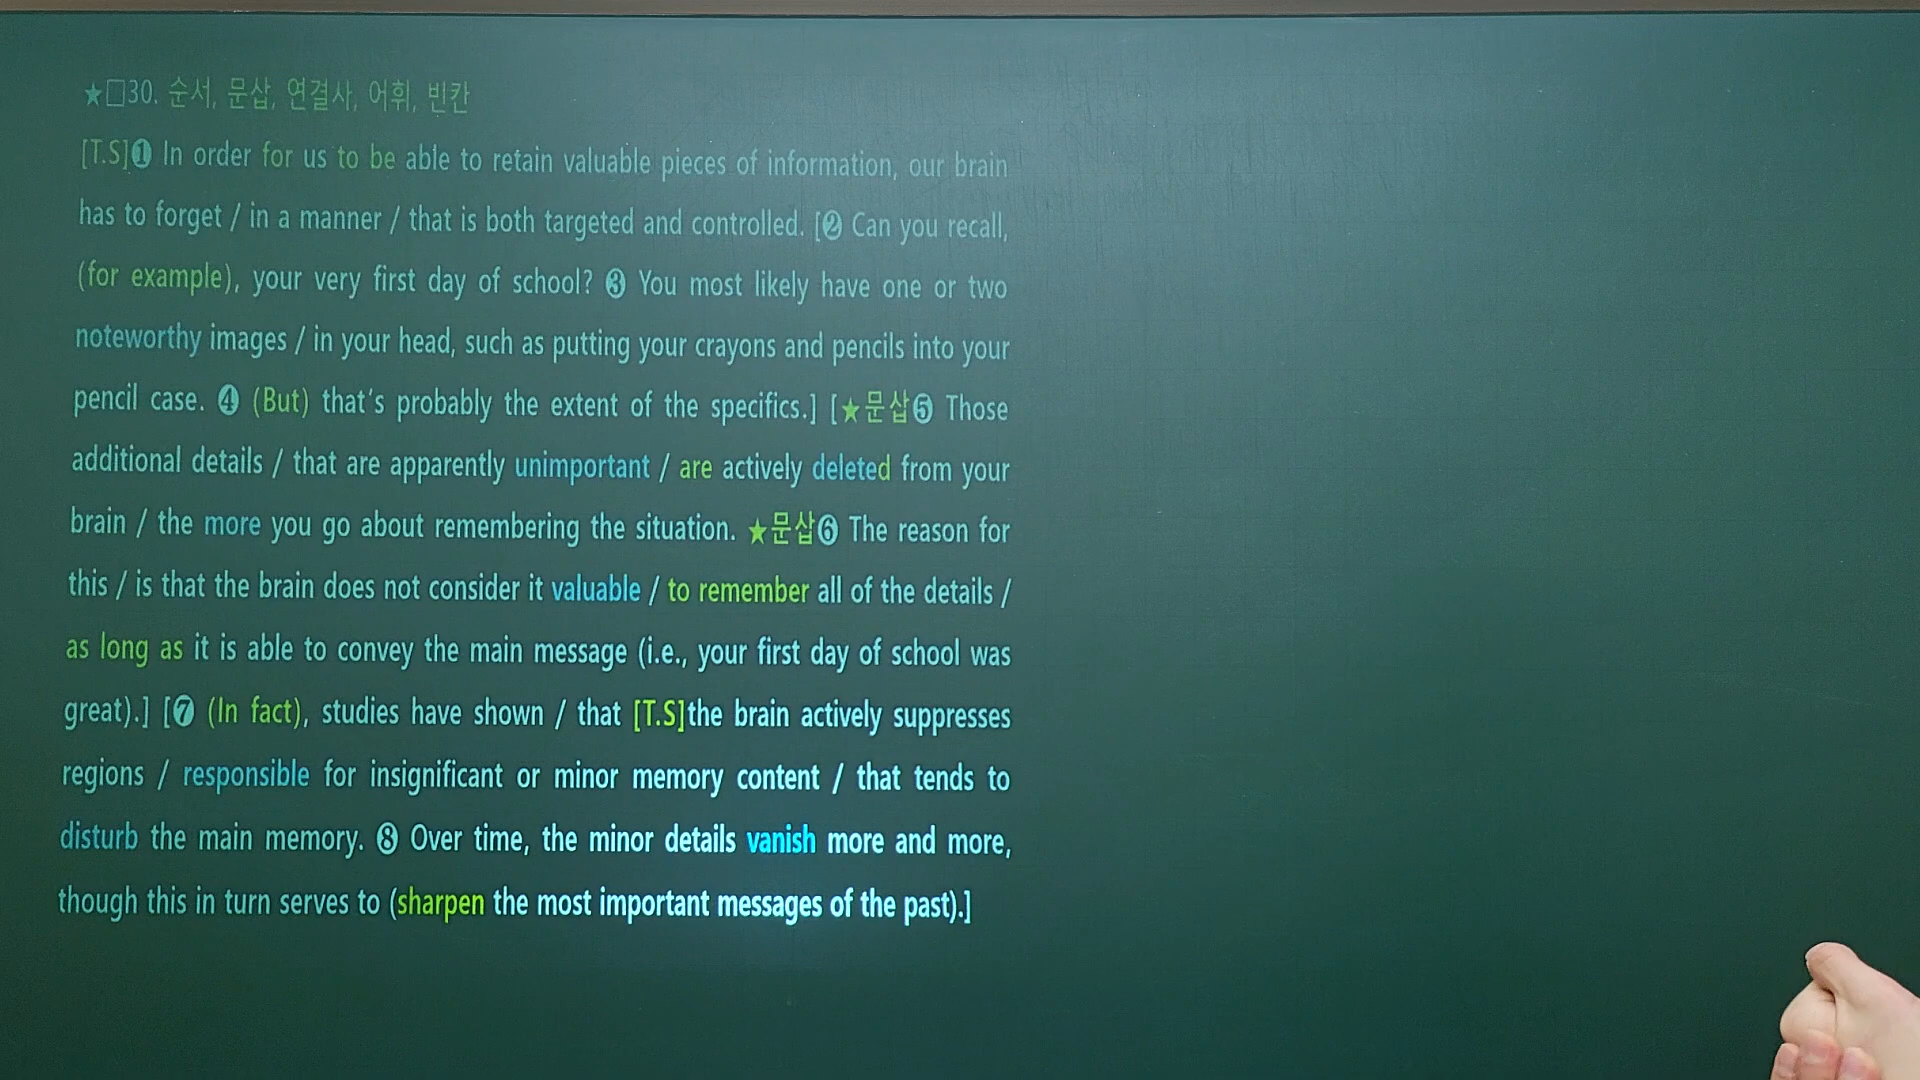 ★□30. 순서, 문삽, 연결사, 어휘, 빈칸
[T.S]❶ In order for us to be able to retain valuable pieces of information, our brain
has to forget / in a manner / that is both targeted and controlled. [❷ Can you recall,
(for example), your very first day of school? ❸ You most likely have one or two
noteworthy images / in your head, such as putting your crayons and pencils into your
pencil case. ❹ (But) that's probably the extent of the specifics.] [★문삽❺ Those
additional details / that are apparently unimportant / are actively deleted from your
brain / the more you go about remembering the situation. ★문삽❻ The reason for
this / is that the brain does not consider it valuable / to remember all of the details /
as long as it is able to convey the main message (i.e., your first day of school was
great).] [❼ (In fact), studies have shown / that [T.S]the brain actively suppresses
regions / responsible for insignificant or minor memory content / that tends to
disturb the main memory. ❽ Over time, the minor details vanish more and more,
though this in turn serves to (sharpen the most important messages of the past).]